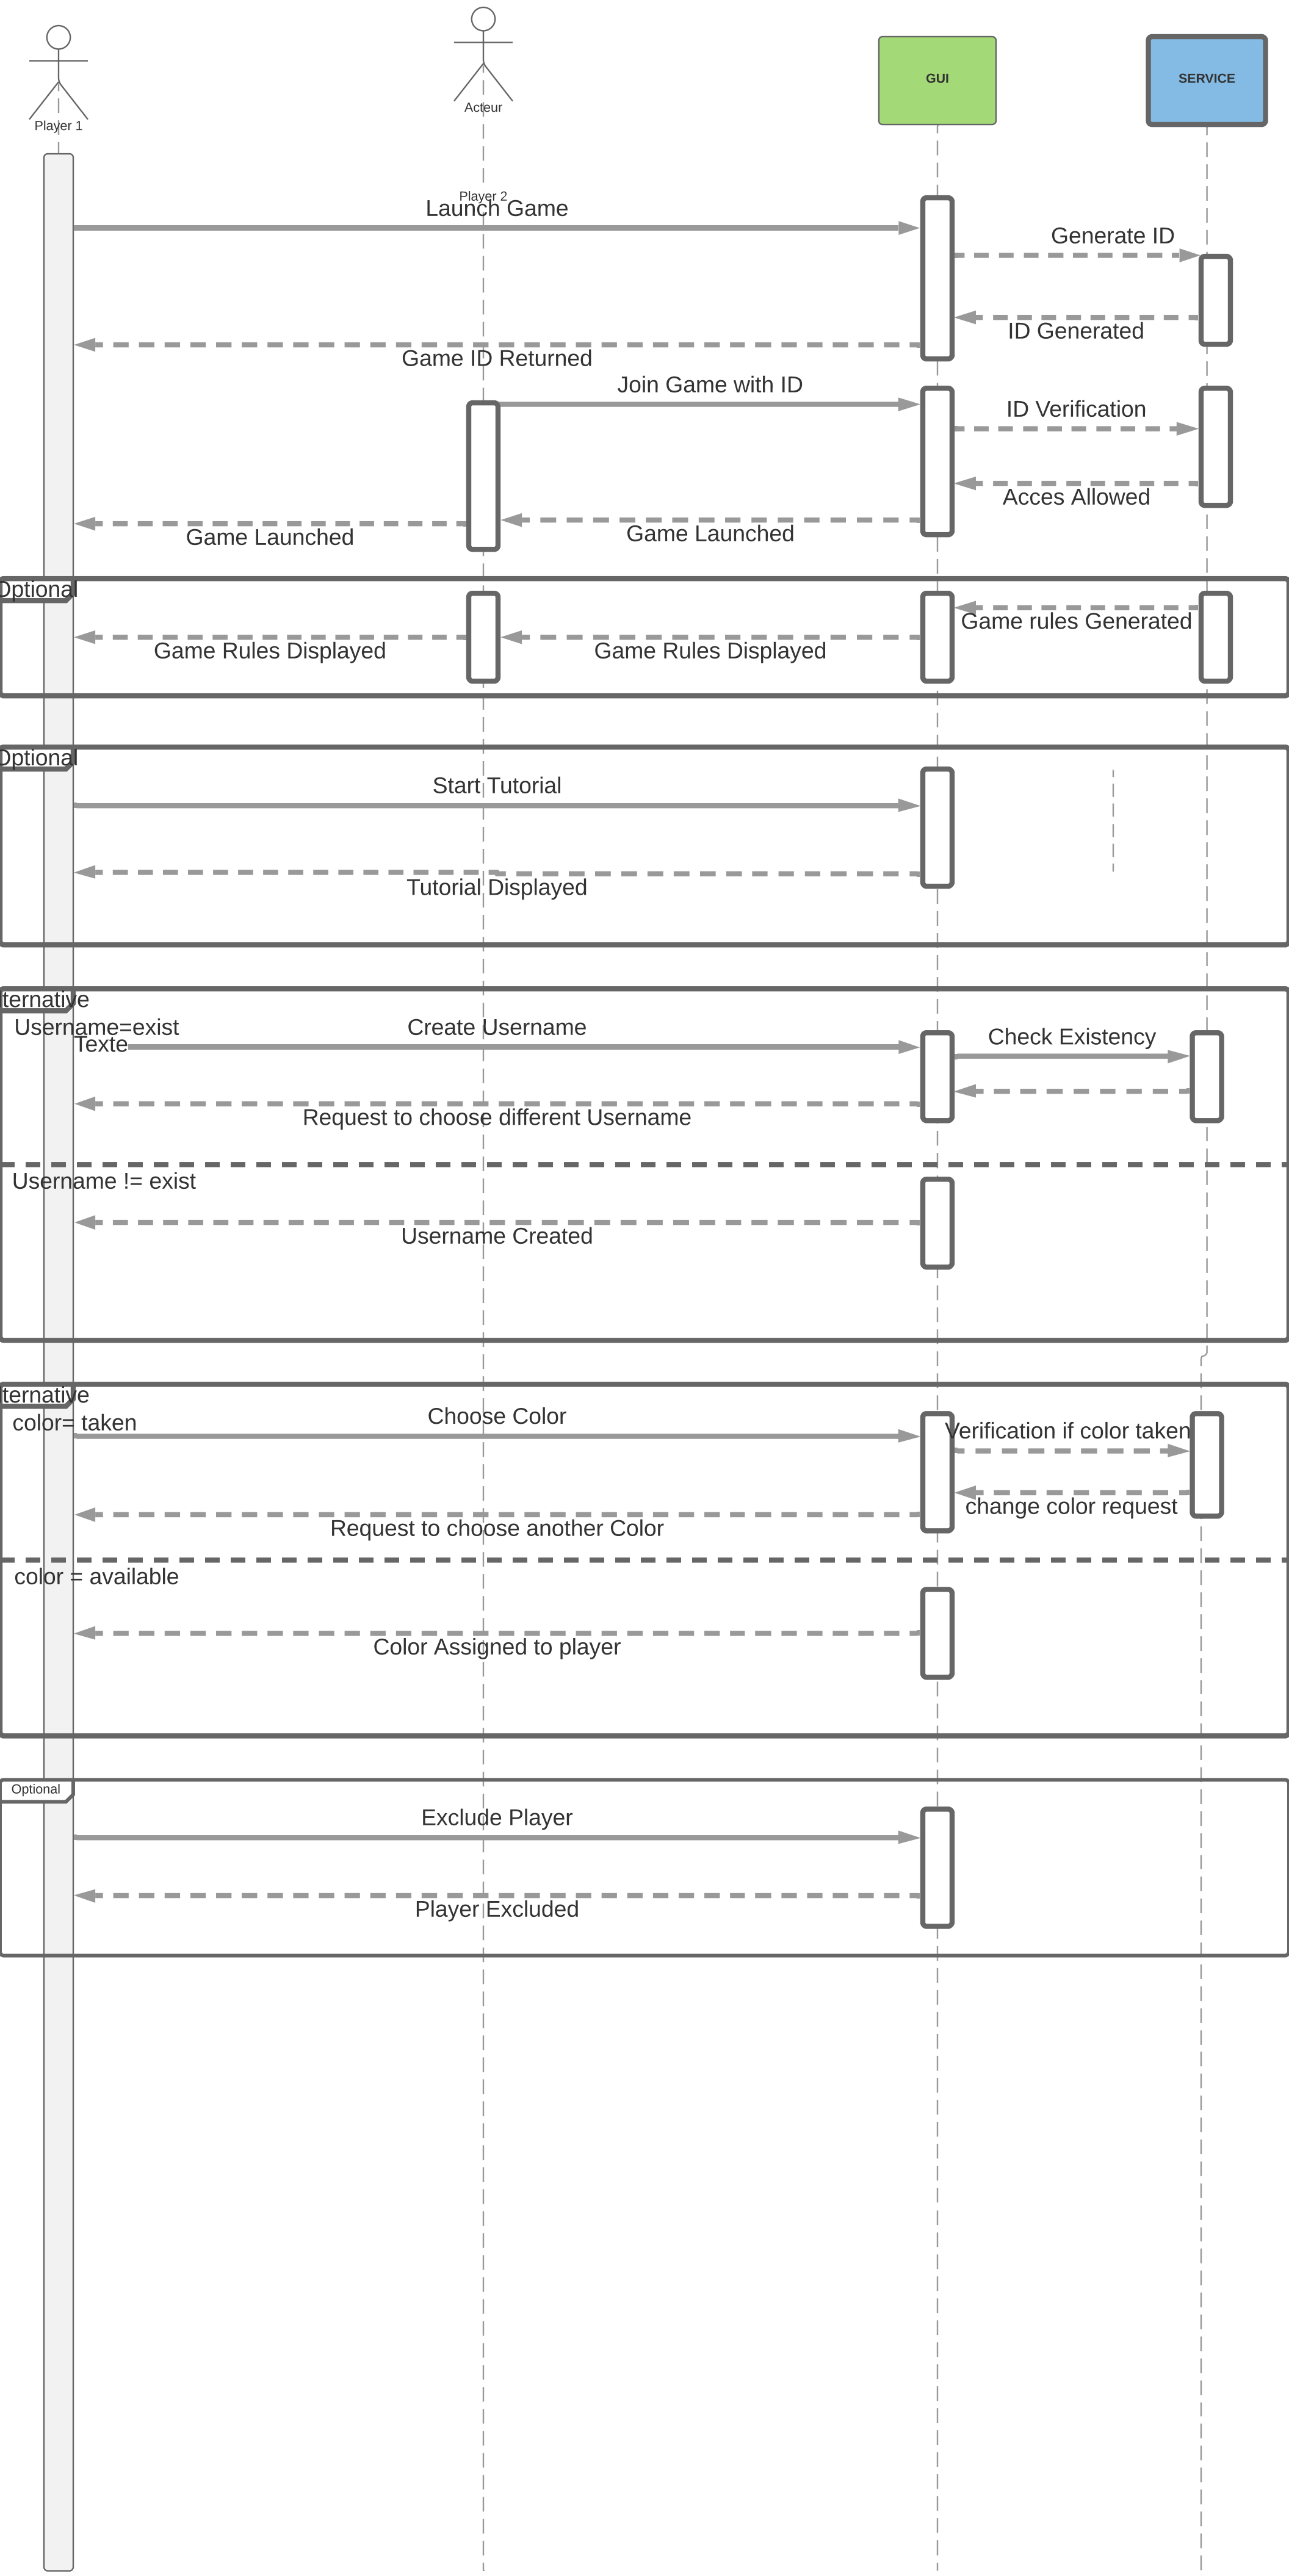 Player 1
Acteur
GUI
SERVICE
Player 2
Launch Game
Generate ID
ID Generated
Game ID Returned
Join Game with ID
ID Verification
Acces Allowed
Game Launched
Game Launched
Optional
Game rules Generated
Game Rules Displayed
Game Rules Displayed
Optional
Start Tutorial
Tutorial Displayed
ternative
Username=exist
Texte
Create Username
Check Existency
Request to choose different Username
Username != exist
Username Created
ternative
color= taken
Choose Color
Verification if color taken
change color request
Request to choose another Color
color = available
Color Assigned to player
Optional
Exclude Player
Player Excluded